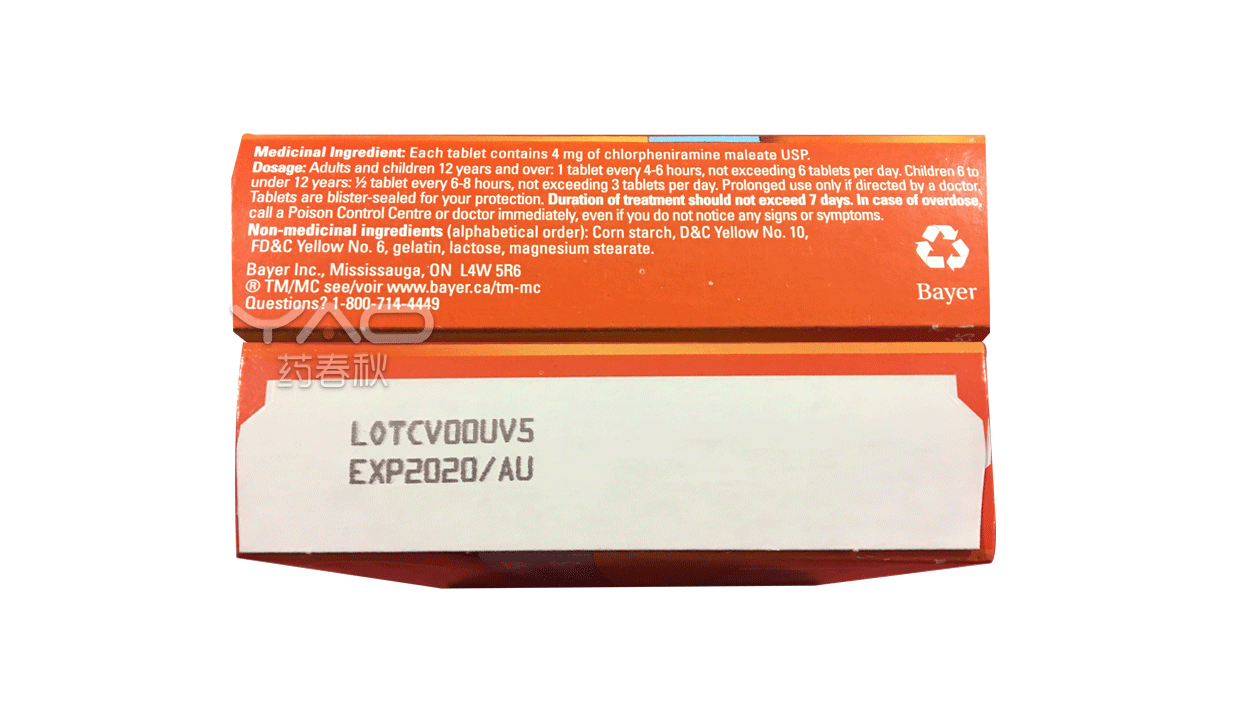 Medicinal Ingredient: Each tablet contains 4 mg of chlorpheniramine maleate USP.
Dosage: Adults and children 12 years and over: 1 tablet every 4-6 hours, not exceeding 6 tablets per day. Children 6 to
under 12 years: ½ tablet every 6-8 hours, not exceeding 3 tablets per day. Prolonged use only if directed by a doctor.
Tablets are blister-sealed for your protection. Duration of treatment should not exceed 7 days. In case of overdose,
call a Poison Control Centre or doctor immediately, even if you do not notice any signs or symptoms.
Non-medicinal ingredients (alphabetical order): Corn starch, D&C Yellow No. 10,
FD&C Yellow No. 6, gelatin, lactose, magnesium stearate.
Bayer Inc., Mississauga, ON L4W 5R6
® TM/MC see/voir www.bayer.ca/tm-mc
Questions? 1-800-714-4449
Bayer
YAO
药春秋
LOTCV00UV5
EXP2020/AU